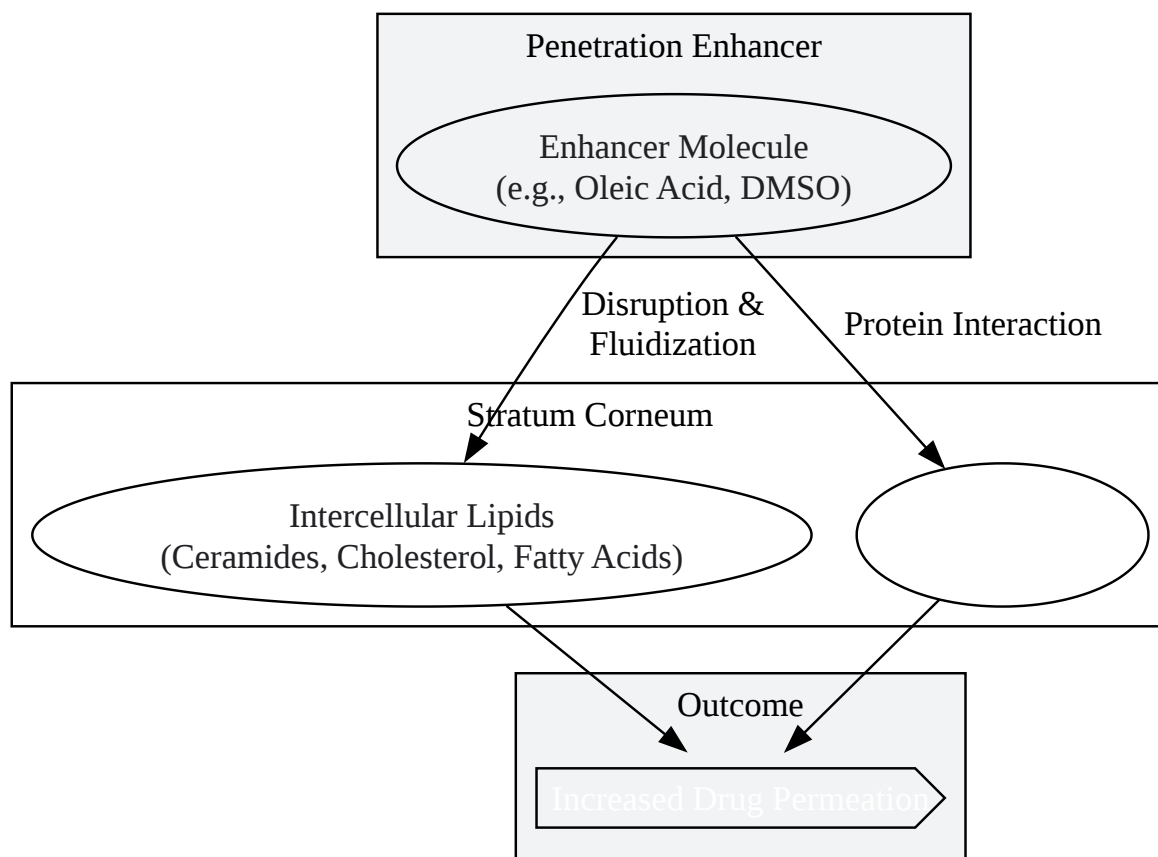 Penetration Enhancer
Enhancer Molecule
(e.g., Oleic Acid, DMSO)
Disruption &
Fluidization
Protein Interaction
Stratum Corneum
Intercellular Lipids
(Ceramides, Cholesterol, Fatty Acids)
Outcome
Increased Drug Permeation